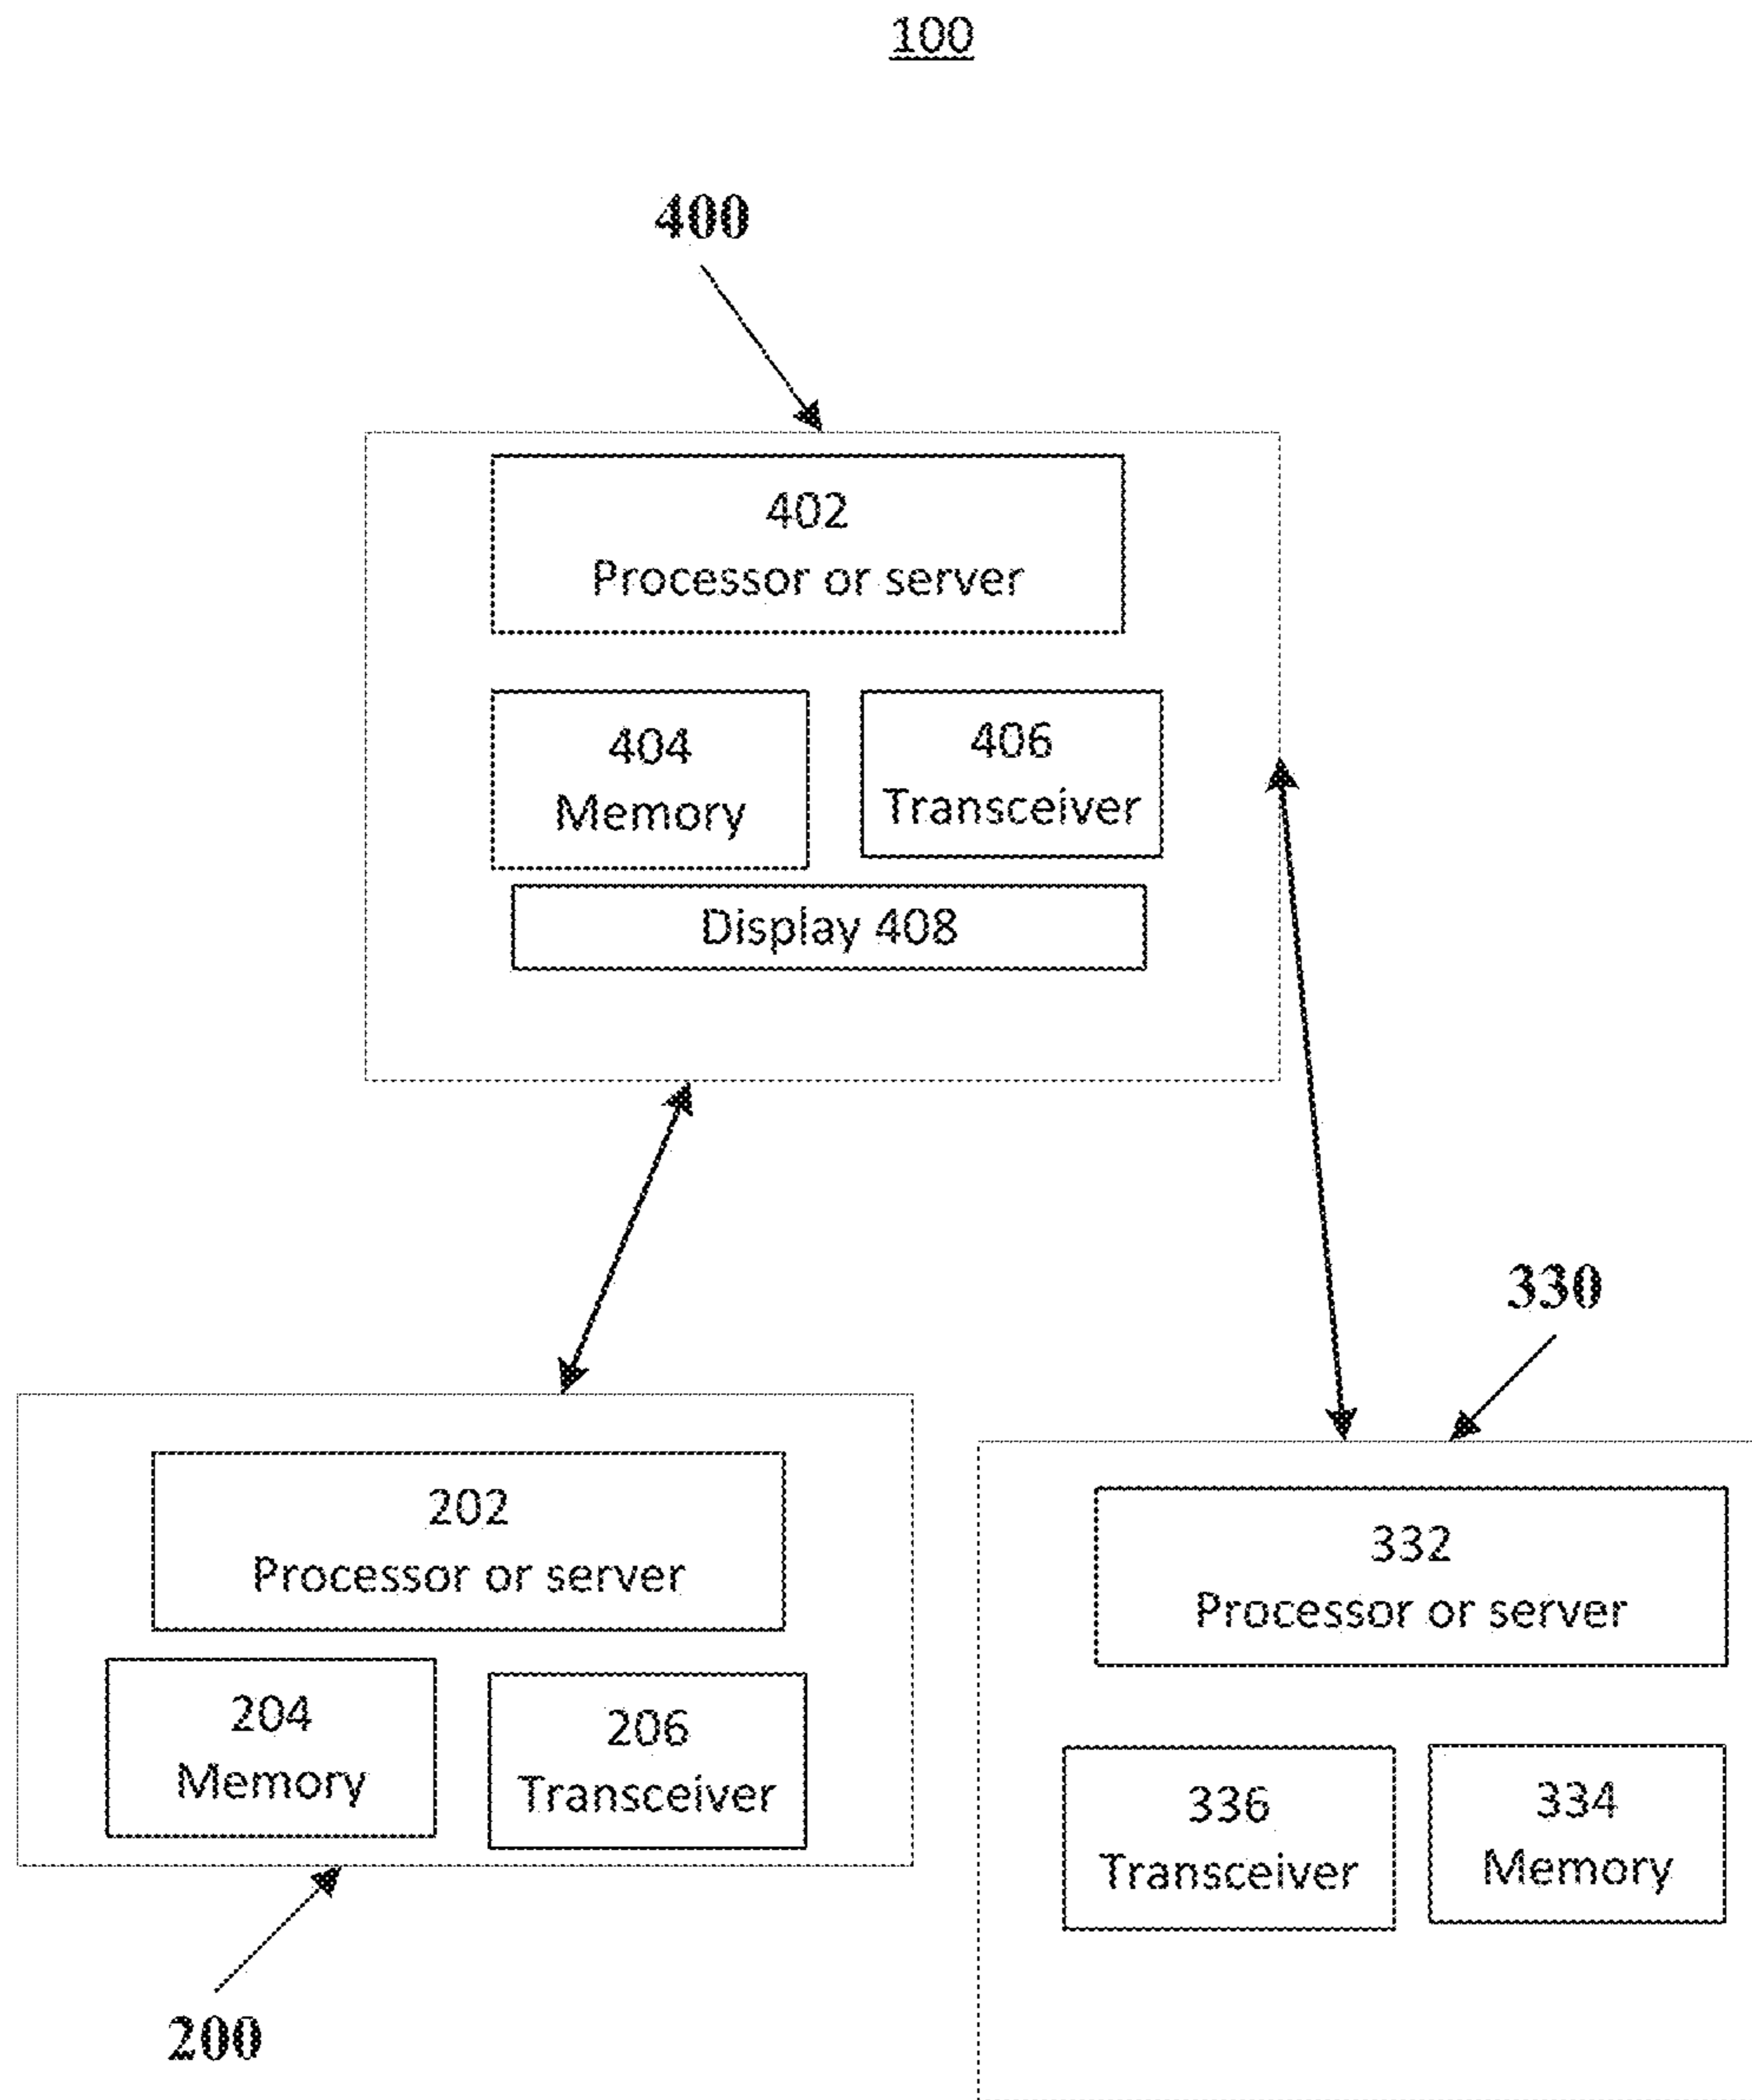 100
400
402
Processor or server
404
Memory
406
Transceiver
Display 408
330
202
Processor or server
204
Memory
206
Transceiver
332
Processor or server
336
Transceiver
334
Memory
200